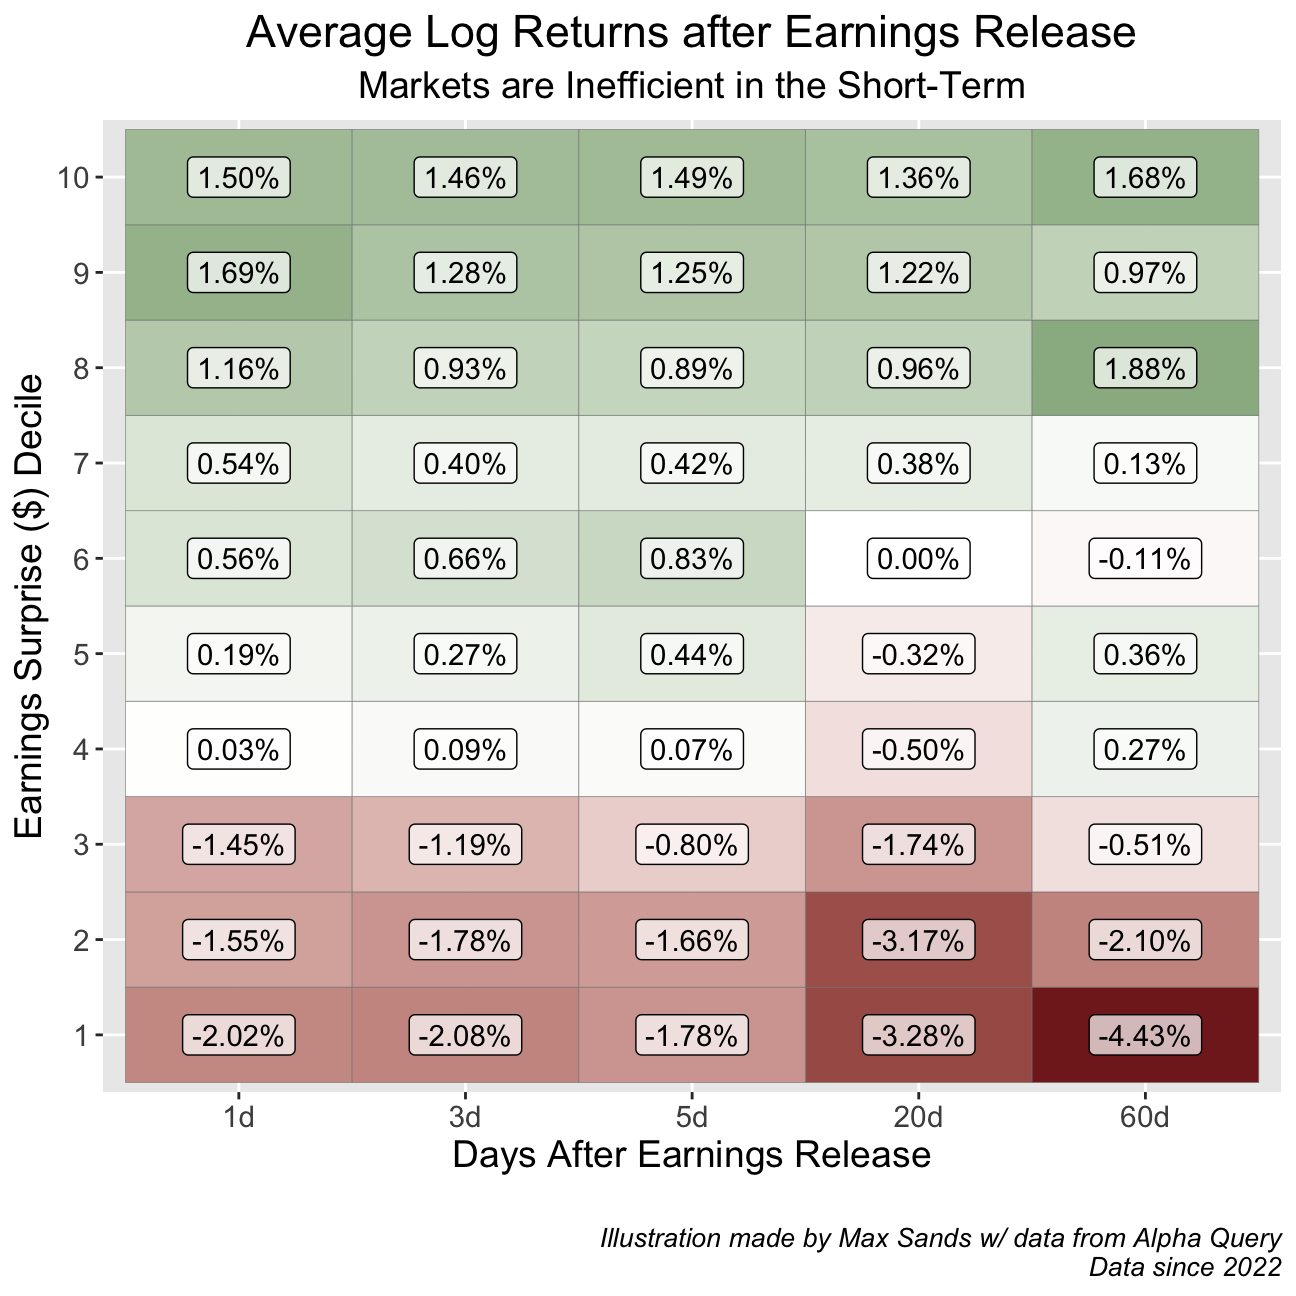 Average Log Returns after Earnings Release
Markets are Inefficient in the Short-Term
Earnings Surprise ($) Decile
10 1.50% 1.46% 1.49% 1.36% 1.68%
9 1.69% 1.28% 1.25% 1.22% 0.97%
8 1.16% 0.93% 0.89% 0.96% 1.88%
7 0.54% 0.40% 0.42% 0.38% 0.13%
6 0.56% 0.66% 0.83% 0.00% -0.11%
5 0.19% 0.27% 0.44% -0.32% 0.36%
4 0.03% 0.09% 0.07% -0.50% 0.27%
3 -1.45% -1.19% -0.80% -1.74% -0.51%
2 -1.55% -1.78% -1.66% -3.17% -2.10%
1 -2.02% -2.08% -1.78% -3.28% -4.43%
1d 3d 5d 20d 60d
Days After Earnings Release
Illustration made by Max Sands w/ data from Alpha Query
Data since 2022